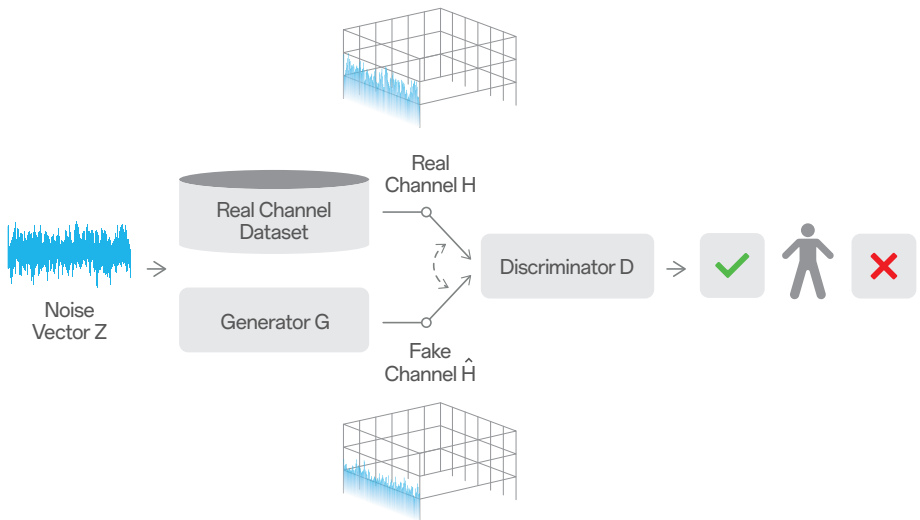 Real
Channel H
Real Channel
Dataset
Noise
Vector Z
Discriminator D
Generator G
Fake
Channel Ĥ